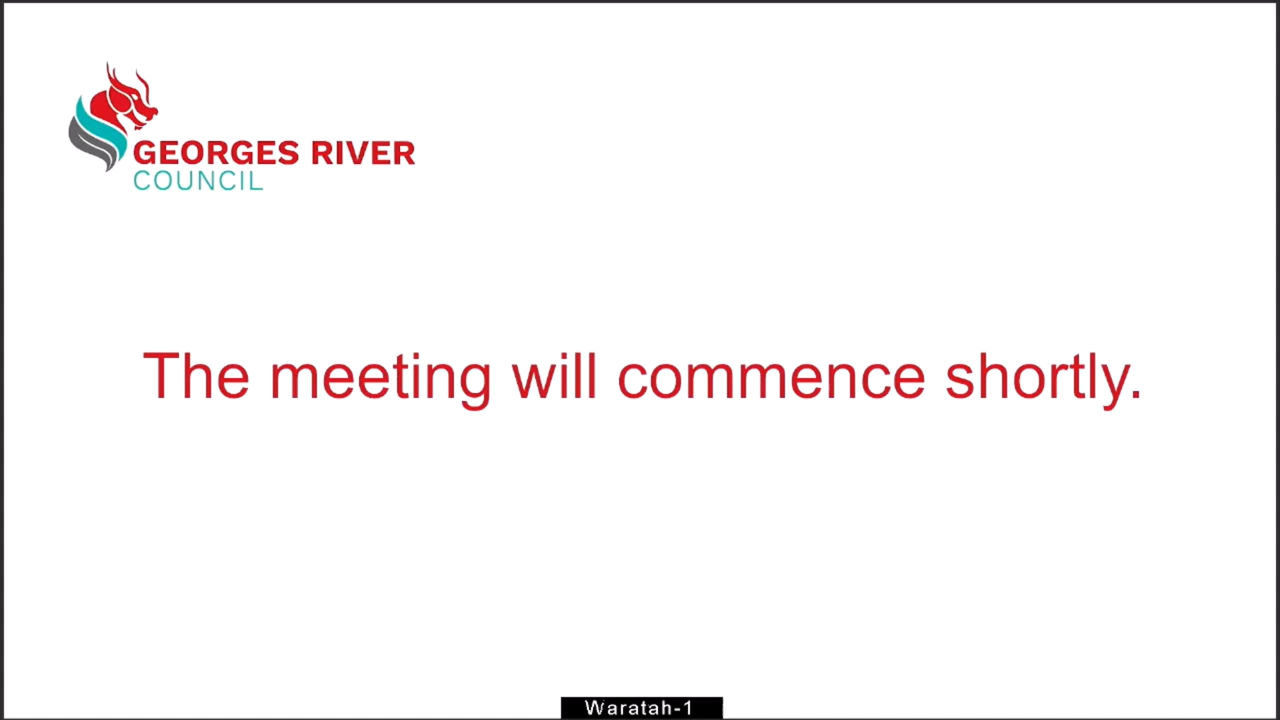 GEORGES RIVER
COUNCIL
The meeting will commence shortly.
Waratah-1